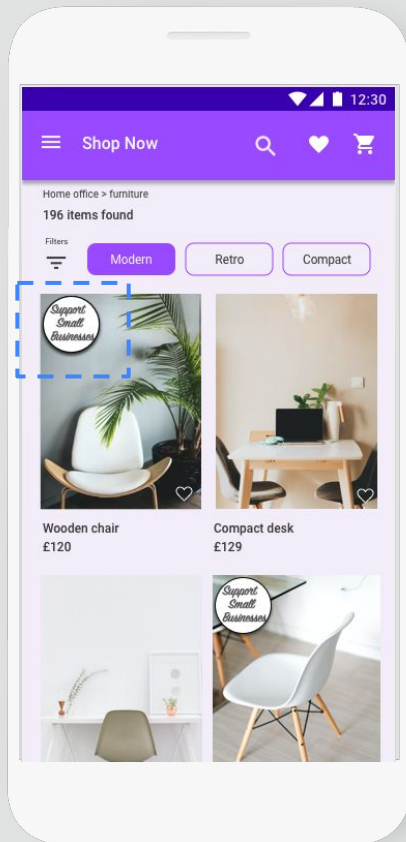 12:30
Shop Now
Home office > furniture
196 items found
Filters
Modern
Retro
Compact
Support
Small
Businesses
Wooden chair
£120
Compact desk
£129
Support
Small
Businesses